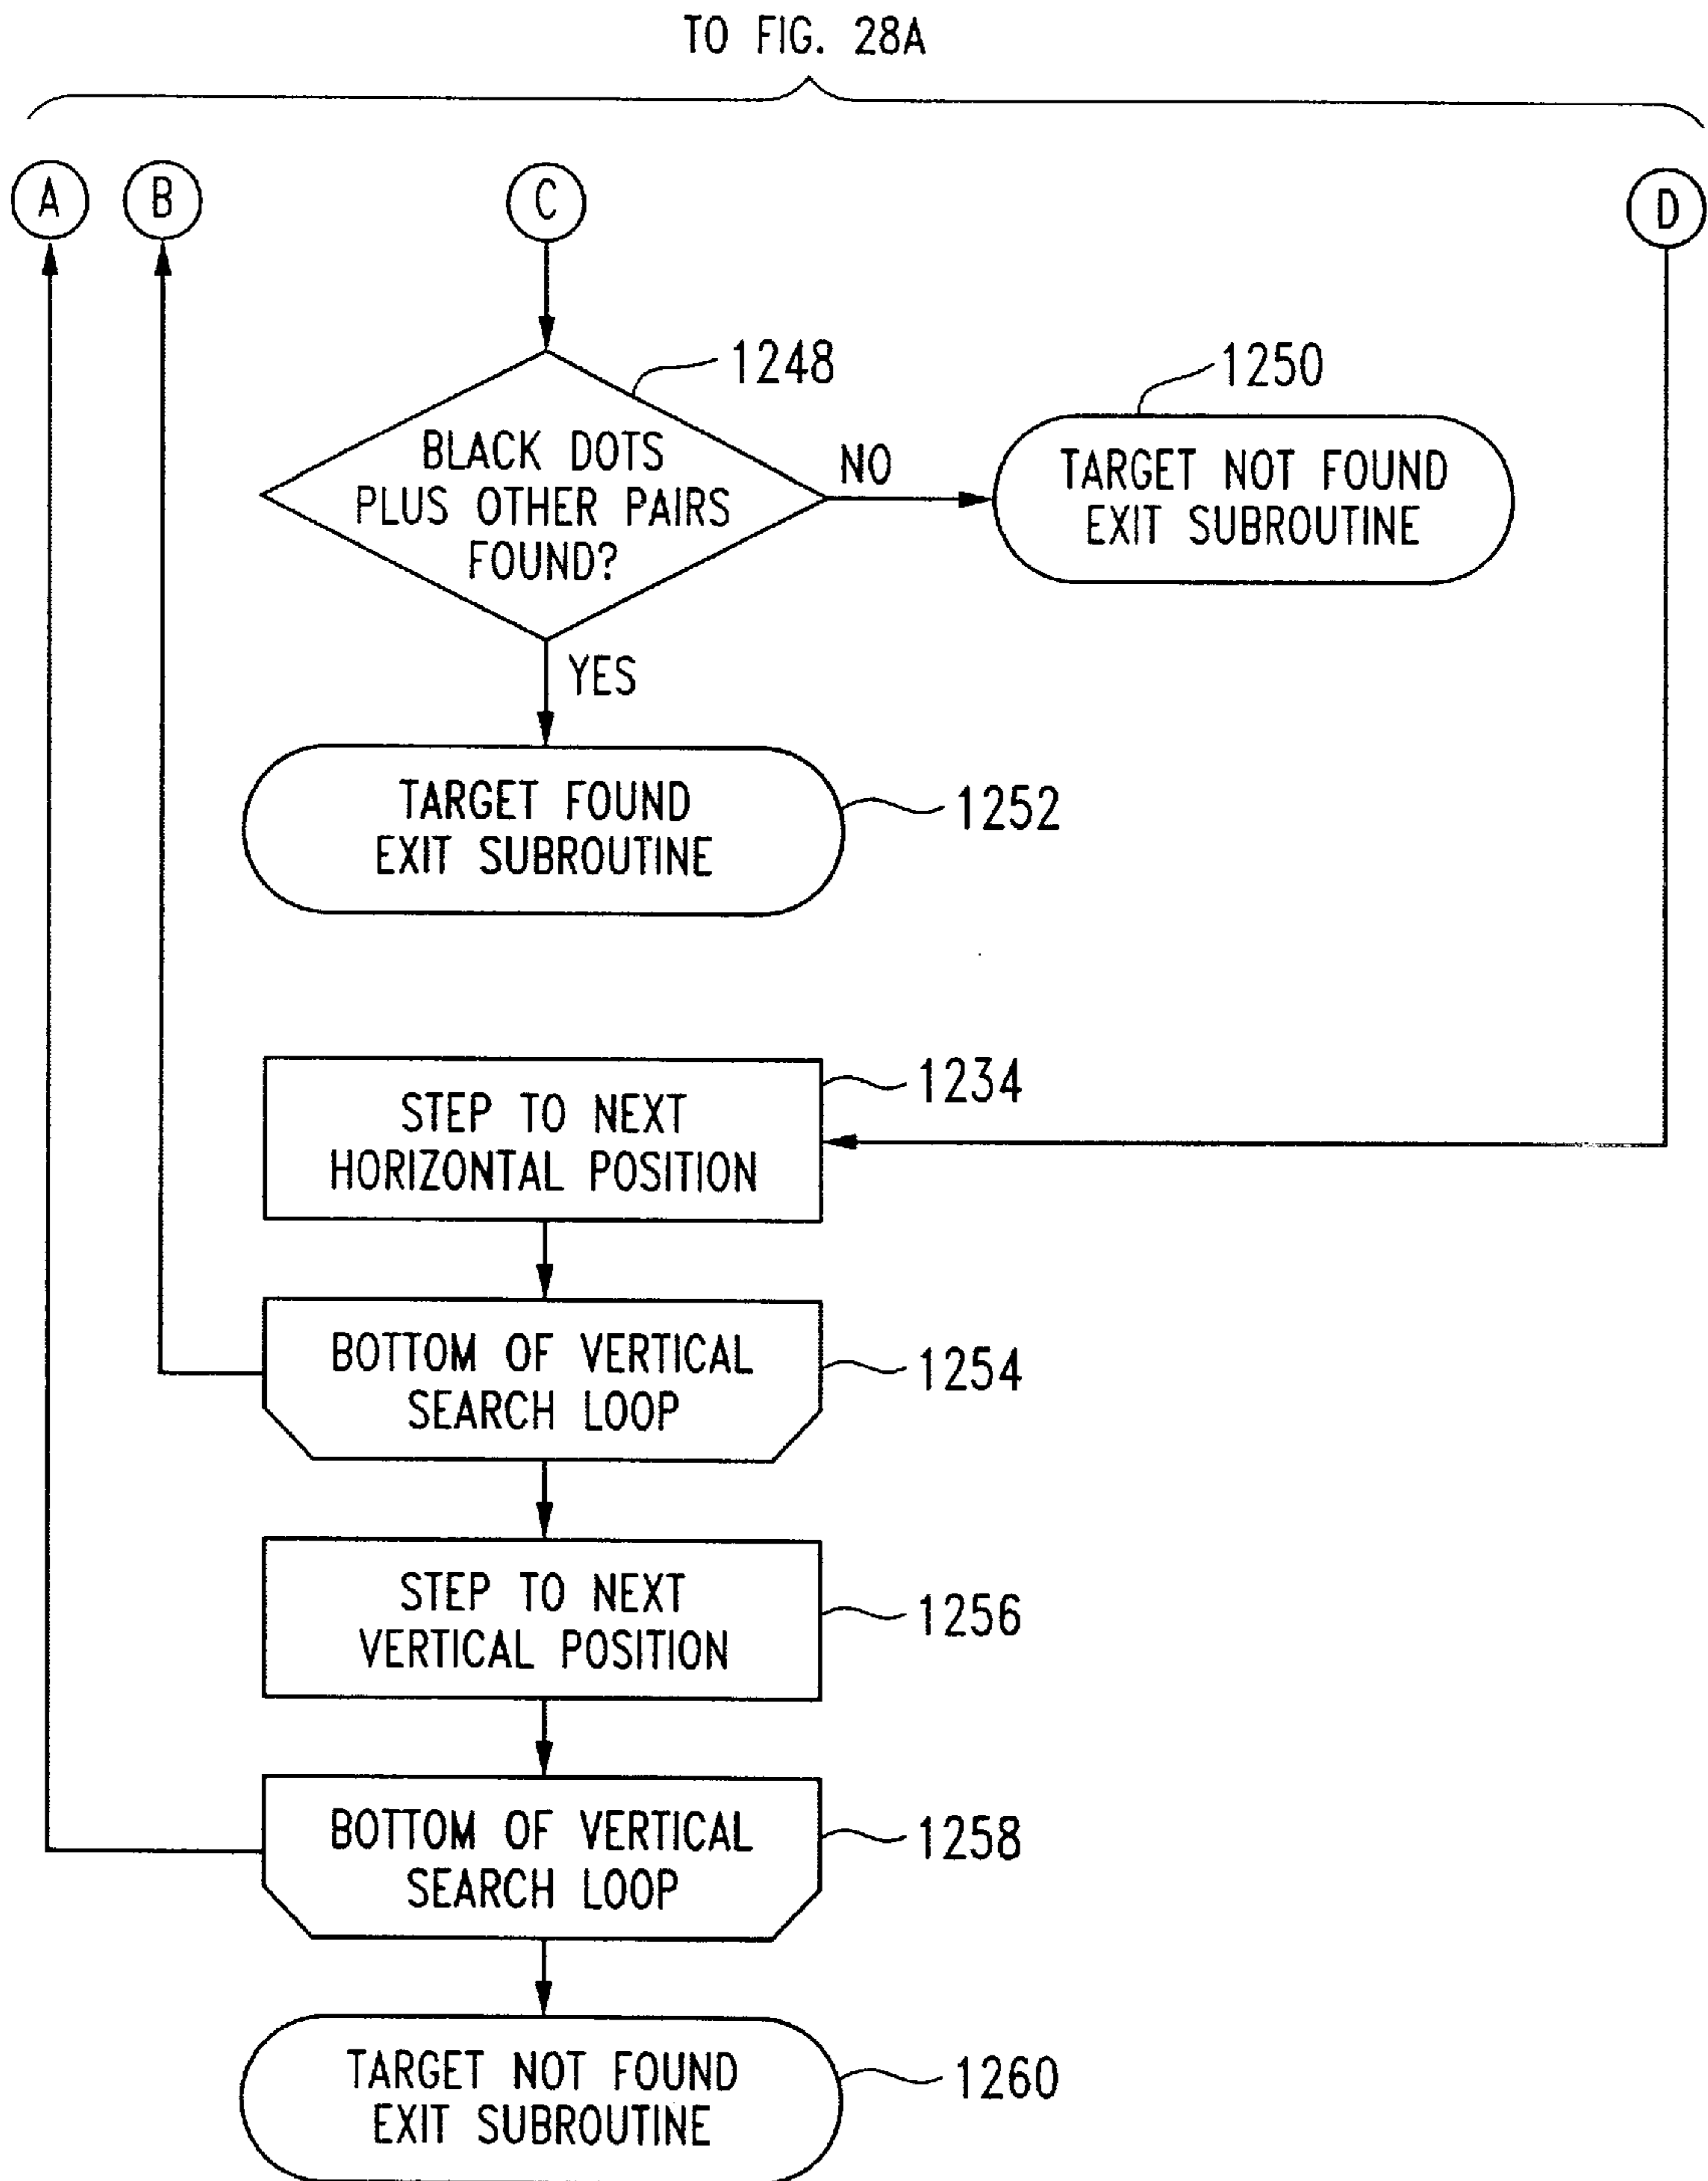 TO FIG. 28A
A
B
C
D
1248
BLACK DOTS
PLUS OTHER PAIRS
FOUND?
NO
1250
TARGET NOT FOUND
EXIT SUBROUTINE
YES
TARGET FOUND
EXIT SUBROUTINE
1252
STEP TO NEXT
HORIZONTAL POSITION
1234
BOTTOM OF VERTICAL
SEARCH LOOP
1254
STEP TO NEXT
VERTICAL POSITION
1256
BOTTOM OF VERTICAL
SEARCH LOOP
1258
TARGET NOT FOUND
EXIT SUBROUTINE
1260